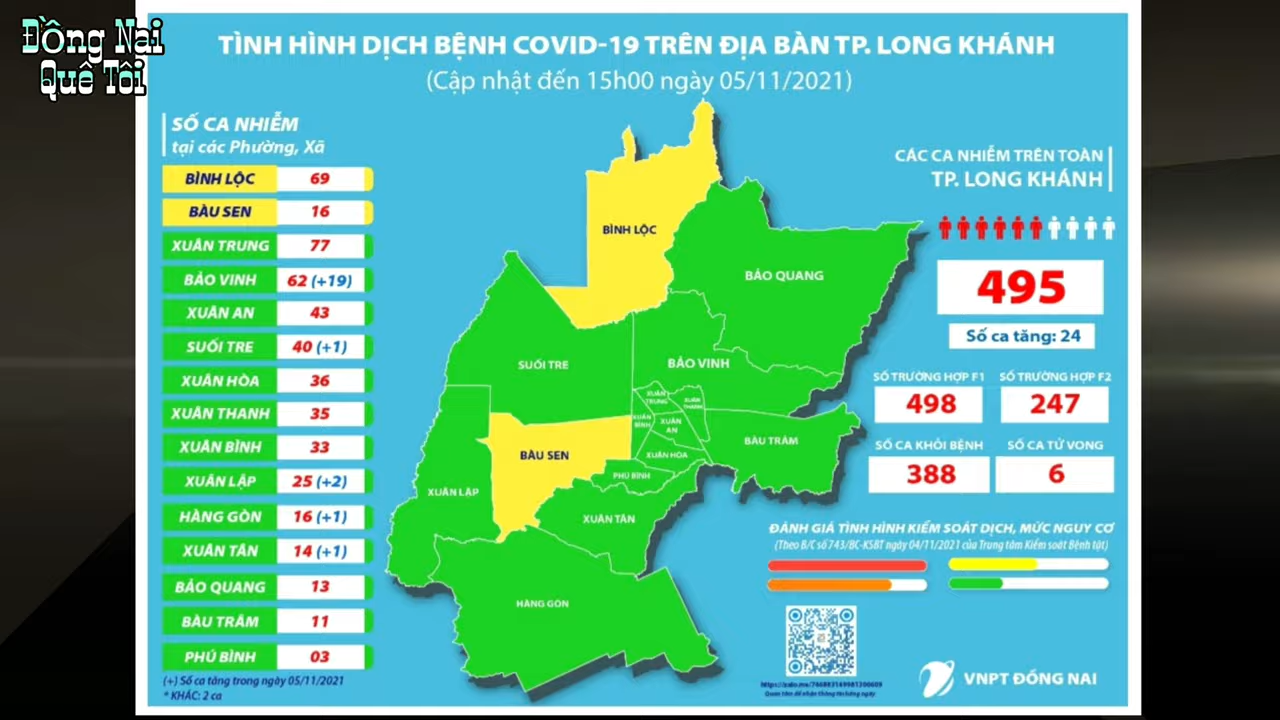 Đồng Nai
Quê Tôi
TÌNH HÌNH DỊCH BỆNH COVID-19 TRÊN ĐỊA BÀN TP. LONG KHÁNH
(Cập nhật đến 15h00 ngày 05/11/2021)
SỐ CA NHIỄM
tại các Phường, Xã
BÌNH LỘC 69
BÀU SEN 16
XUÂN TRUNG 77
BẢO VINH 62 (+19)
XUÂN AN 43
SUỐI TRE 40 (+1)
XUÂN HÒA 36
XUÂN THANH 35
XUÂN BÌNH 33
XUÂN LẬP 25 (+2)
HÀNG GÒN 16 (+1)
XUÂN TÂN 14 (+1)
BẢO QUANG 13
BÀU TRÂM 11
PHÚ BÌNH 03
(+) Số ca tăng trong ngày 05/11/2021
* KHÁC: 2 ca
BÌNH LỘC
BẢO QUANG
SUỐI TRE
BẢO VINH
XUÂN
TRUNG
XUÂN
THANH
XUÂN
BÌNH
XUÂN
AN
BÀU TRÂM
XUÂN HÒA
BÀU SEN
PHÚ BÌNH
XUÂN LẬP
XUÂN TÂN
HÀNG GÒN
CÁC CA NHIỄM TRÊN TOÀN
TP. LONG KHÁNH
495
Số ca tăng: 24
SỐ TRƯỜNG HỢP F1 SỐ TRƯỜNG HỢP F2
498 247
SỐ CA KHỎI BỆNH SỐ CA TỬ VONG
388 6
ĐÁNH GIÁ TÌNH HÌNH KIỂM SOÁT DỊCH, MỨC NGUY CƠ
(Theo B/C số 743/BC-KSBT ngày 04/11/2021 của Trung tâm Kiểm soát Bệnh tật)
Quan tâm để nhận thông tin hàng ngày
VNPT ĐỒNG NAI